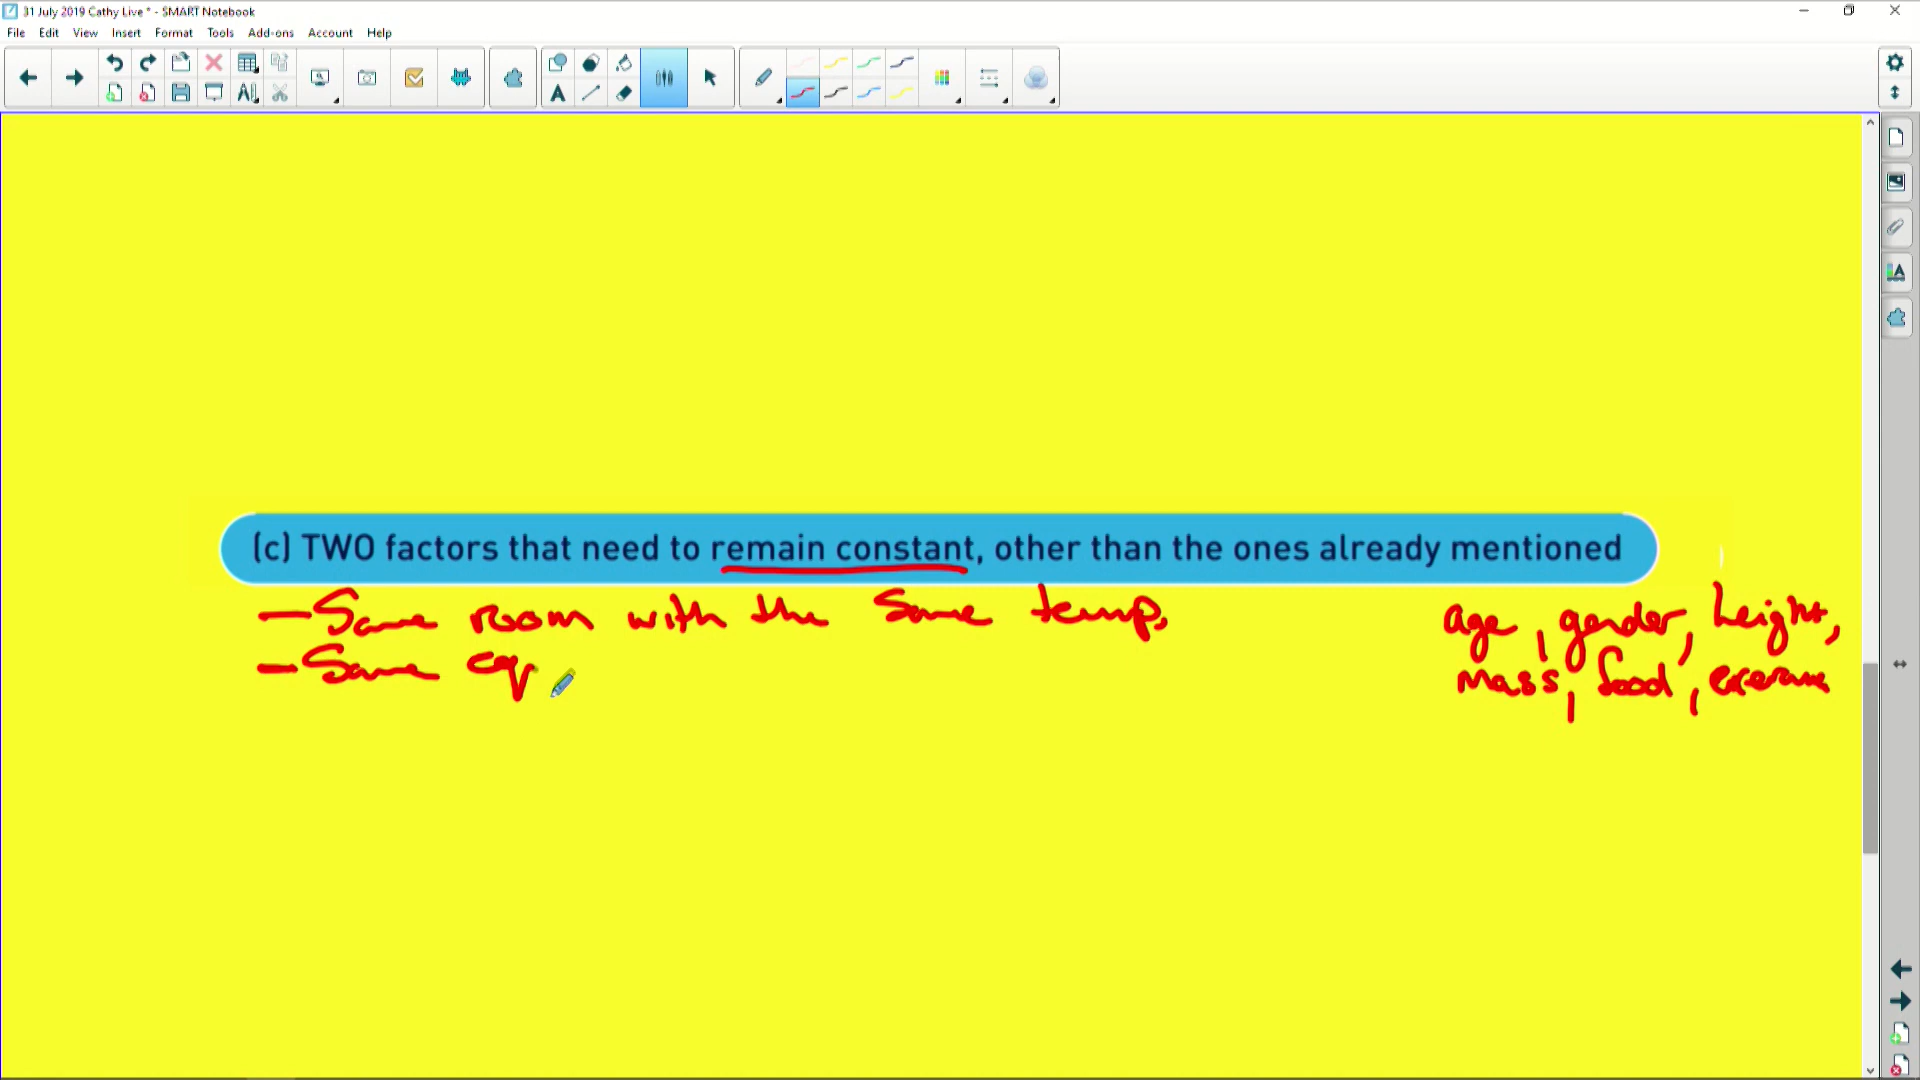 31 July 2019 Cathy Live * - SMART Notebook
File Edit View Insert Format Tools Add-ons Account Help
(c) TWO factors that need to remain constant, other than the ones already mentioned
- Same room with the same temp,
- Same eq
age, gender, height,
mass, food, exercise